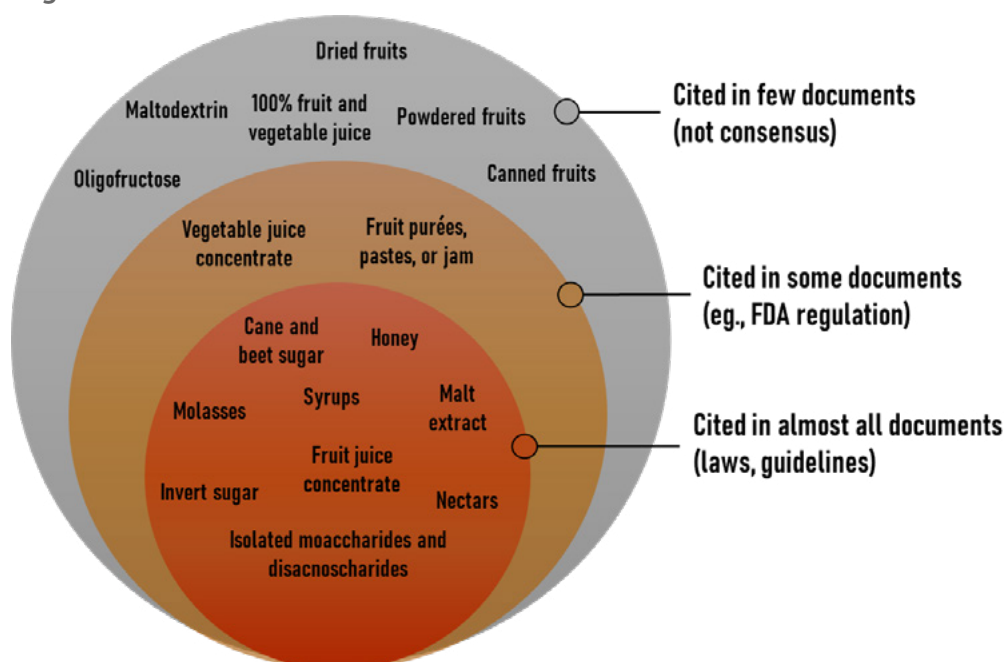 Dried fruits
Maltodextrin
100% fruit and
vegetable juice
Powdered fruits
Oligofructose
Canned fruits
Vegetable juice
concentrate
Fruit purées,
pastes, or jam
Cane and
beet sugar
Honey
Molasses
Syrups
Malt
extract
Fruit juice
concentrate
Invert sugar
Nectars
Isolated moaccharides and
disacnoscharides
Cited in few documents
(not consensus)
Cited in some documents
(eg., FDA regulation)
Cited in almost all documents
(laws, guidelines)